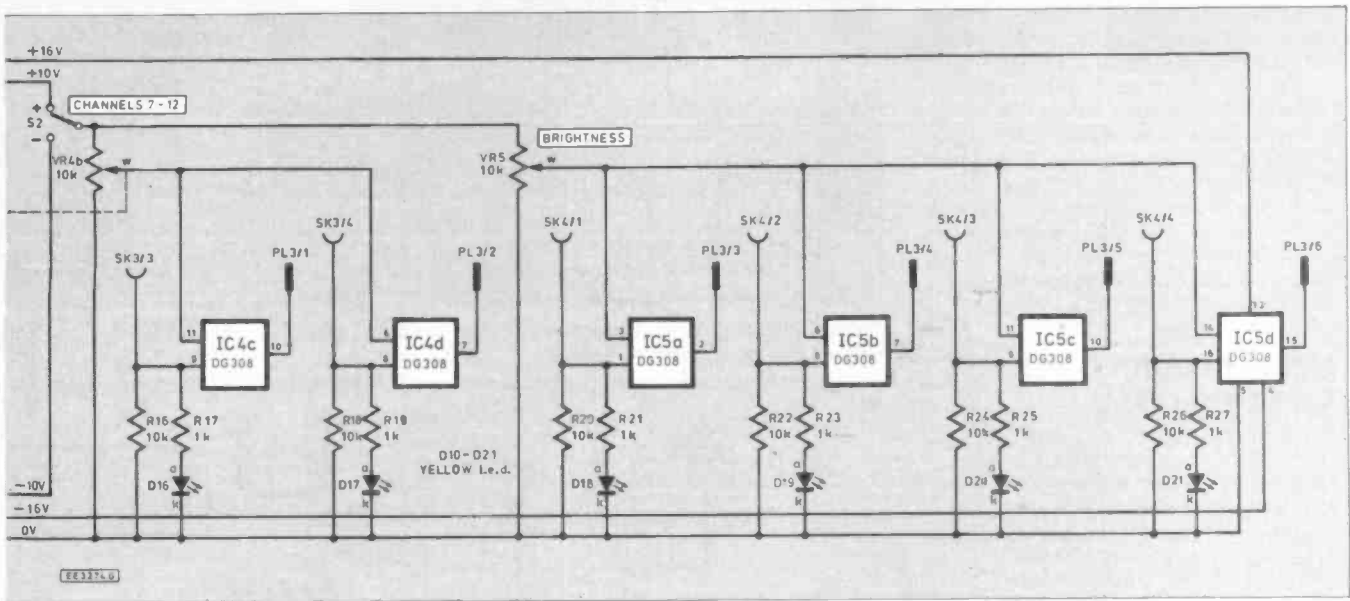 +16V
+10V
+
CHANNELS 7-12
S2
−
BRIGHTNESS
VR4b
10k
w
VR5
10k
w
SK3/3
SK3/4
SK4/1
SK4/2
SK4/3
SK4/4
PL3/1
PL3/2
PL3/3
PL3/4
PL3/5
PL3/6
11
IC4c
DG308
9
10
6
IC4d
DG308
8
7
3
IC5a
DG308
1
2
6
IC5b
DG308
8
7
11
IC5c
DG308
9
10
13
14
IC5d
DG308
16
15
5
4
R16
10k
R17
1k
R18
10k
R19
1k
R20
10k
R21
1k
R22
10k
R23
1k
R24
10k
R25
1k
R26
10k
R27
1k
D10-D21
YELLOW l.e.d.
a
D16
k
a
D17
k
a
D18
k
a
D19
k
a
D20
k
a
D21
k
−10V
−16V
0V
EE3274G